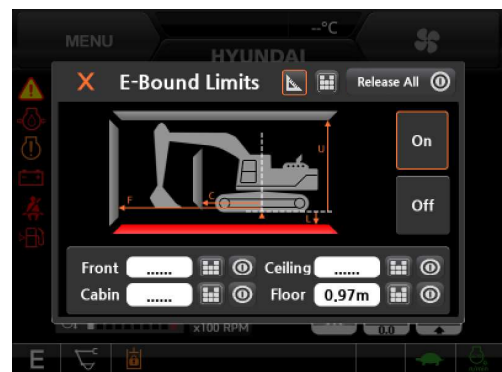 --°C
MENU
HYUNDAI
X E-Bound Limits Release All
U
On
F C
L
Off
Front ...... Ceiling ......
Cabin ...... Floor 0.97m
x100 RPM 0.0
E